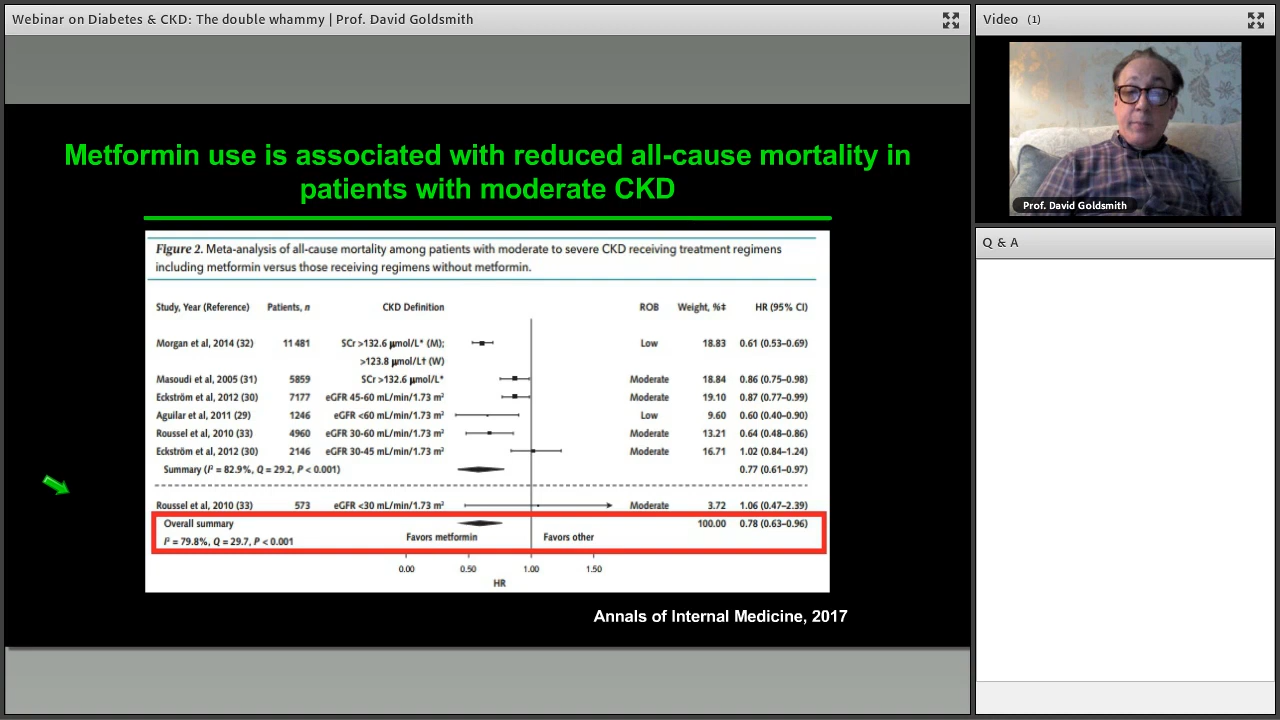 Webinar on Diabetes & CKD: The double whammy | Prof. David Goldsmith
Video (1)
Prof. David Goldsmith
Q & A
Metformin use is associated with reduced all-cause mortality in
patients with moderate CKD
Figure 2. Meta-analysis of all-cause mortality among patients with moderate to severe CKD receiving treatment regimens
including metformin versus those receiving regimens without metformin.
Study, Year (Reference) Patients, n CKD Definition ROB Weight, %‡ HR (95% CI)
Morgan et al, 2014 (32) 11 481 SCr >132.6 µmol/L* (M); Low 18.83 0.61 (0.53–0.69)
>123.8 µmol/L† (W)
Masoudi et al, 2005 (31) 5859 SCr >132.6 µmol/L* Moderate 18.84 0.86 (0.75–0.98)
Eckström et al, 2012 (30) 7177 eGFR 45-60 mL/min/1.73 m² Moderate 19.10 0.87 (0.77–0.99)
Aguilar et al, 2011 (29) 1246 eGFR <60 mL/min/1.73 m² Low 9.60 0.60 (0.40–0.90)
Roussel et al, 2010 (33) 4960 eGFR 30-60 mL/min/1.73 m² Moderate 13.21 0.64 (0.48–0.86)
Eckström et al, 2012 (30) 2146 eGFR 30-45 mL/min/1.73 m² Moderate 16.71 1.02 (0.84–1.24)
Summary (I² = 82.9%, Q = 29.2, P < 0.001) 0.77 (0.61–0.97)
Roussel et al, 2010 (33) 573 eGFR <30 mL/min/1.73 m² Moderate 3.72 1.06 (0.47–2.39)
Overall summary 100.00 0.78 (0.63–0.96)
I² = 79.8%, Q = 29.7, P < 0.001 Favors metformin Favors other
0.00 0.50 1.00 1.50
HR
Annals of Internal Medicine, 2017